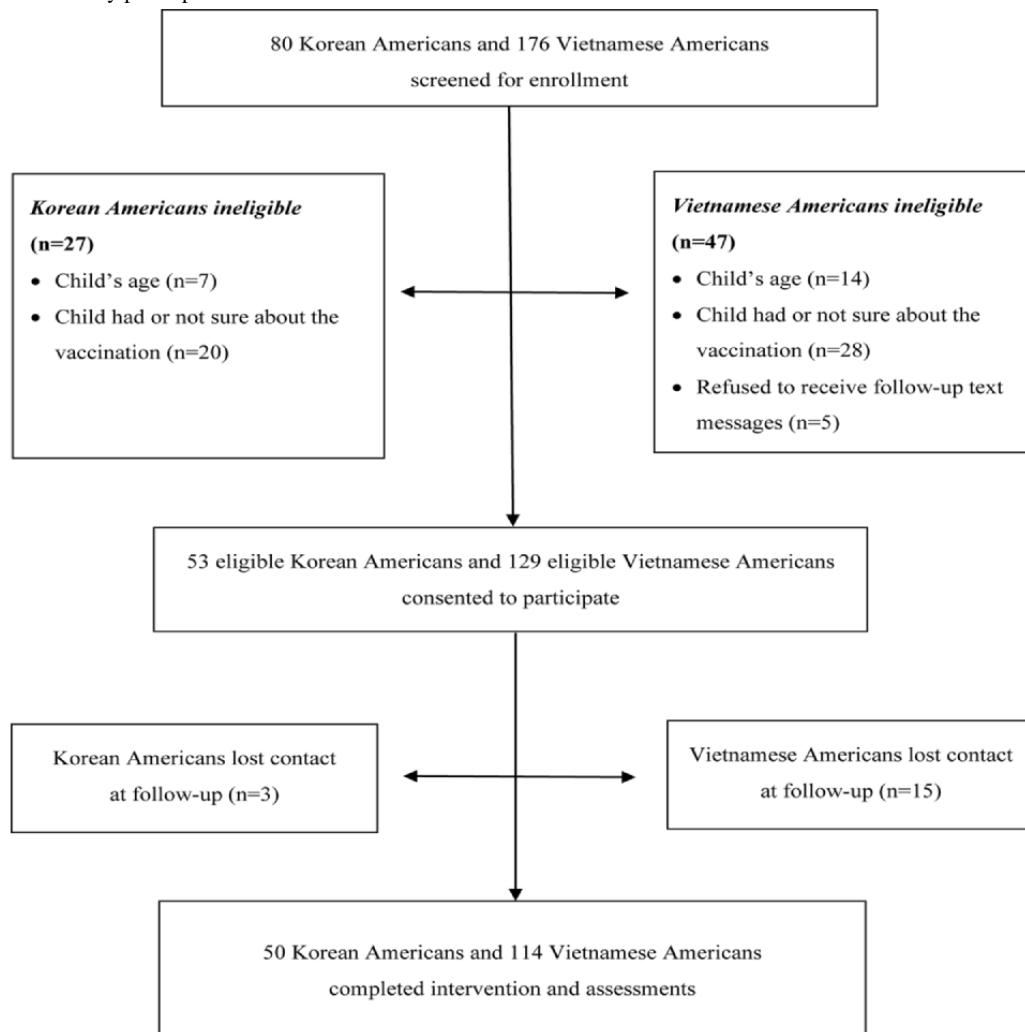 80 Korean Americans and 176 Vietnamese Americans
screened for enrollment
Korean Americans ineligible
(n=27)
• Child’s age (n=7)
• Child had or not sure about the
vaccination (n=20)
Vietnamese Americans ineligible
(n=47)
• Child’s age (n=14)
• Child had or not sure about the
vaccination (n=28)
• Refused to receive follow-up text
messages (n=5)
53 eligible Korean Americans and 129 eligible Vietnamese Americans
consented to participate
Korean Americans lost contact
at follow-up (n=3)
Vietnamese Americans lost contact
at follow-up (n=15)
50 Korean Americans and 114 Vietnamese Americans
completed intervention and assessments